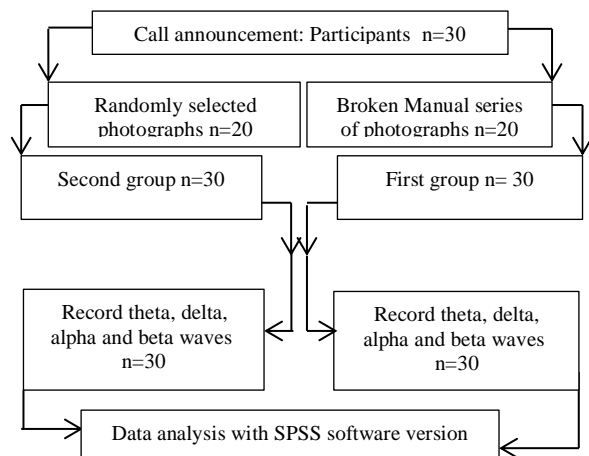 Call announcement: Participants n=30
Randomly selected
photographs n=20
Broken Manual series
of photographs n=20
Second group n=30
First group n= 30
Record theta, delta,
alpha and beta waves
n=30
Record theta, delta,
alpha and beta waves
n=30
Data analysis with SPSS software version